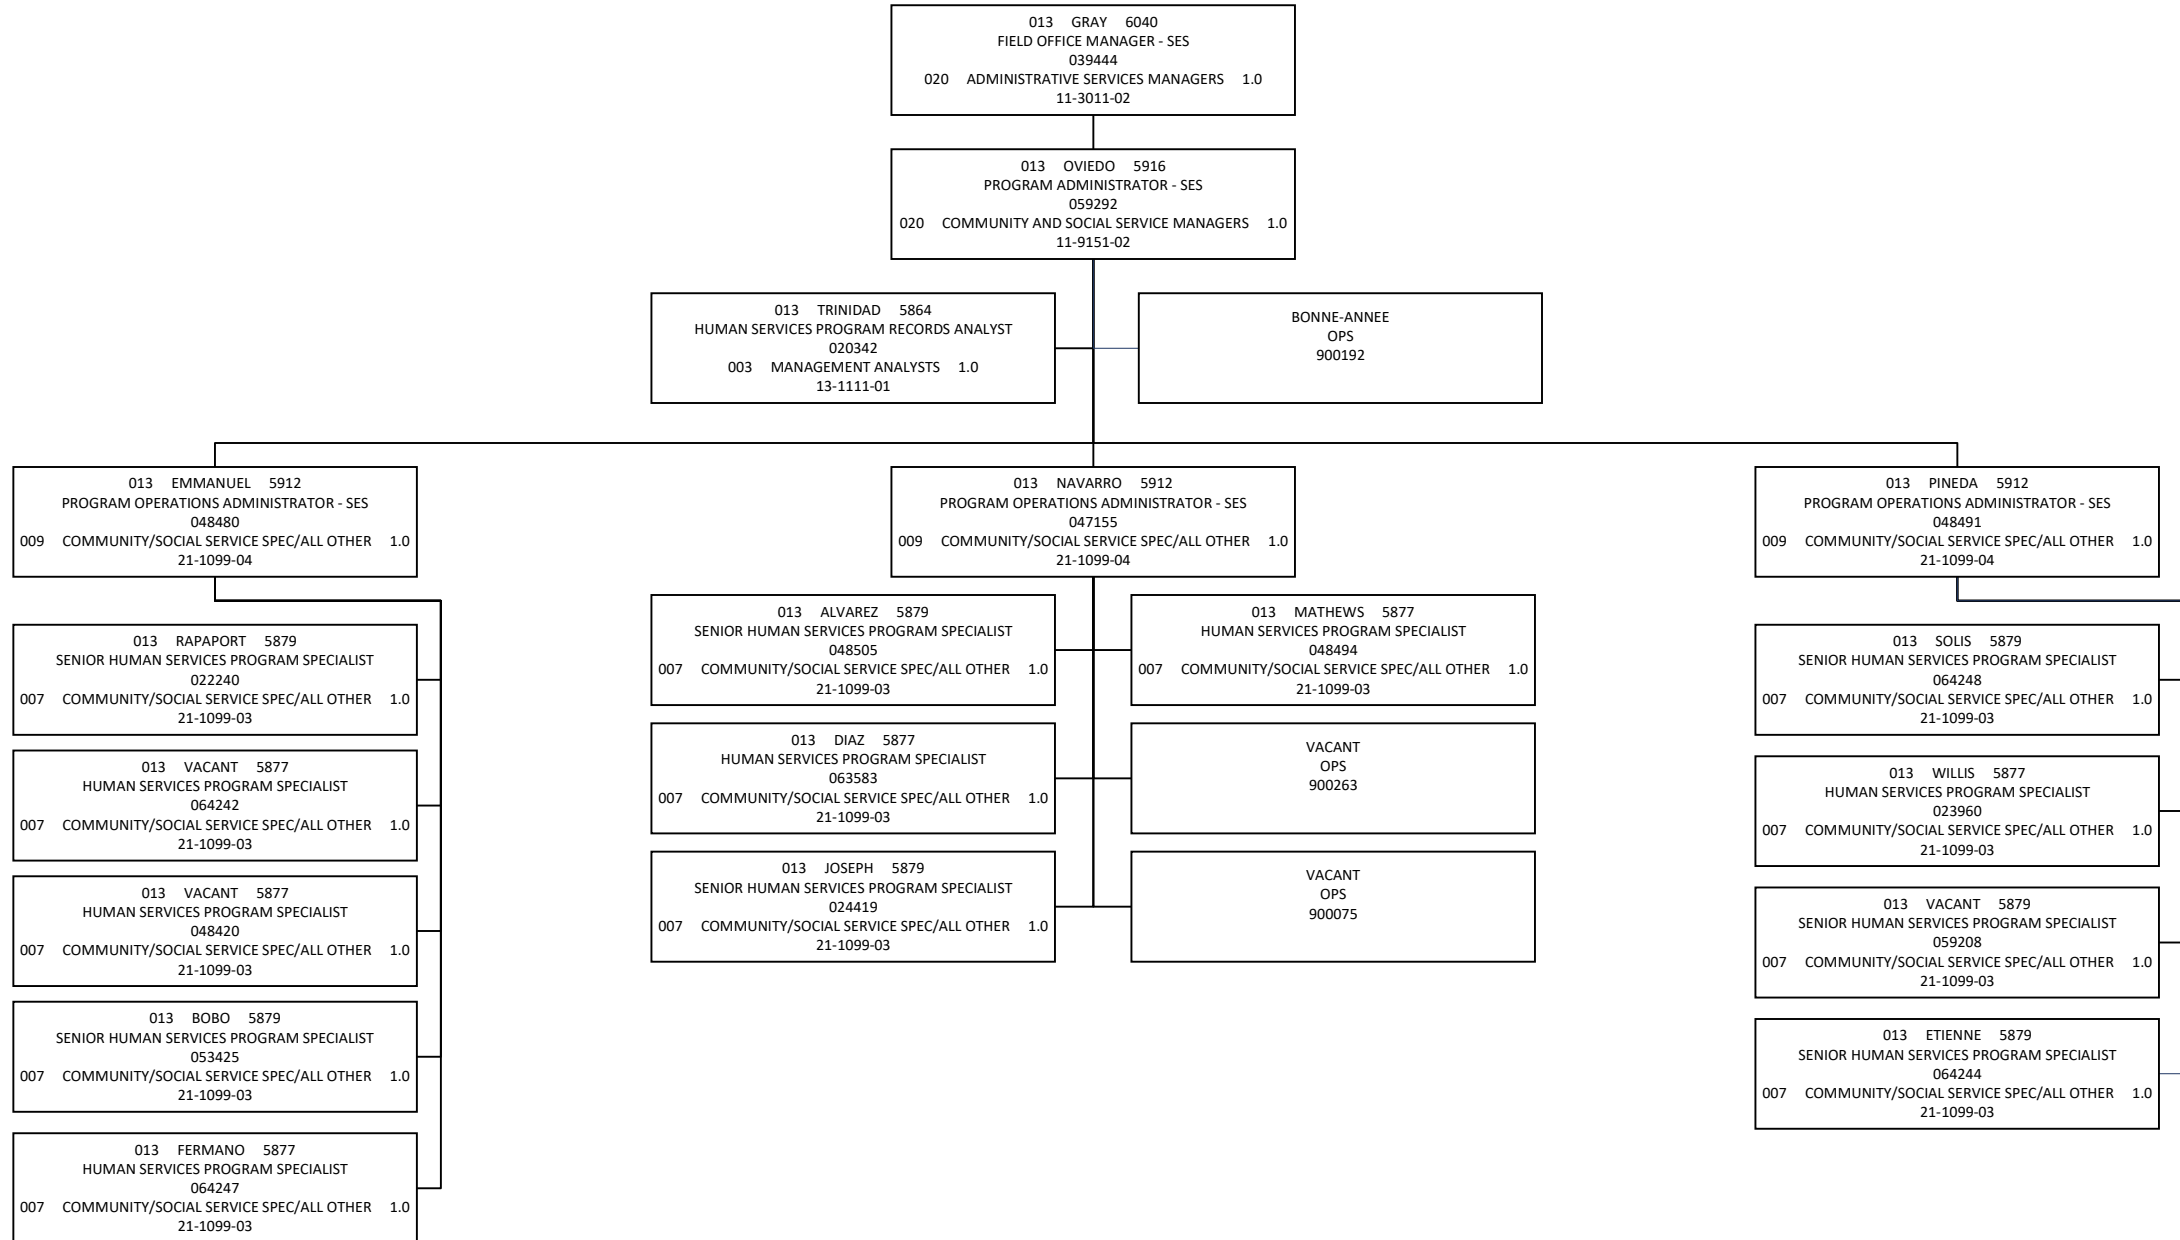 013 GRAY 6040
FIELD OFFICE MANAGER - SES
039444
020 ADMINISTRATIVE SERVICES MANAGERS 1.0
11-3011-02
013 OVIEDO 5916
PROGRAM ADMINISTRATOR - SES
059292
020 COMMUNITY AND SOCIAL SERVICE MANAGERS 1.0
11-9151-02
013 TRINIDAD 5864
HUMAN SERVICES PROGRAM RECORDS ANALYST
020342
003 MANAGEMENT ANALYSTS 1.0
13-1111-01
BONNE-ANNEE
OPS
900192
013 EMMANUEL 5912
PROGRAM OPERATIONS ADMINISTRATOR - SES
048480
009 COMMUNITY/SOCIAL SERVICE SPEC/ALL OTHER 1.0
21-1099-04
013 RAPAPORT 5879
SENIOR HUMAN SERVICES PROGRAM SPECIALIST
022240
007 COMMUNITY/SOCIAL SERVICE SPEC/ALL OTHER 1.0
21-1099-03
013 VACANT 5877
HUMAN SERVICES PROGRAM SPECIALIST
064242
007 COMMUNITY/SOCIAL SERVICE SPEC/ALL OTHER 1.0
21-1099-03
013 VACANT 5877
HUMAN SERVICES PROGRAM SPECIALIST
048420
007 COMMUNITY/SOCIAL SERVICE SPEC/ALL OTHER 1.0
21-1099-03
013 BOBO 5879
SENIOR HUMAN SERVICES PROGRAM SPECIALIST
053425
007 COMMUNITY/SOCIAL SERVICE SPEC/ALL OTHER 1.0
21-1099-03
013 FERMANO 5877
HUMAN SERVICES PROGRAM SPECIALIST
064247
007 COMMUNITY/SOCIAL SERVICE SPEC/ALL OTHER 1.0
21-1099-03
013 NAVARRO 5912
PROGRAM OPERATIONS ADMINISTRATOR - SES
047155
009 COMMUNITY/SOCIAL SERVICE SPEC/ALL OTHER 1.0
21-1099-04
013 ALVAREZ 5879
SENIOR HUMAN SERVICES PROGRAM SPECIALIST
048505
007 COMMUNITY/SOCIAL SERVICE SPEC/ALL OTHER 1.0
21-1099-03
013 MATHEWS 5877
HUMAN SERVICES PROGRAM SPECIALIST
048494
007 COMMUNITY/SOCIAL SERVICE SPEC/ALL OTHER 1.0
21-1099-03
013 DIAZ 5877
HUMAN SERVICES PROGRAM SPECIALIST
063583
007 COMMUNITY/SOCIAL SERVICE SPEC/ALL OTHER 1.0
21-1099-03
VACANT
OPS
900263
013 JOSEPH 5879
SENIOR HUMAN SERVICES PROGRAM SPECIALIST
024419
007 COMMUNITY/SOCIAL SERVICE SPEC/ALL OTHER 1.0
21-1099-03
VACANT
OPS
900075
013 PINEDA 5912
PROGRAM OPERATIONS ADMINISTRATOR - SES
048491
009 COMMUNITY/SOCIAL SERVICE SPEC/ALL OTHER 1.0
21-1099-04
013 SOLIS 5879
SENIOR HUMAN SERVICES PROGRAM SPECIALIST
064248
007 COMMUNITY/SOCIAL SERVICE SPEC/ALL OTHER 1.0
21-1099-03
013 WILLIS 5877
HUMAN SERVICES PROGRAM SPECIALIST
023960
007 COMMUNITY/SOCIAL SERVICE SPEC/ALL OTHER 1.0
21-1099-03
013 VACANT 5879
SENIOR HUMAN SERVICES PROGRAM SPECIALIST
059208
007 COMMUNITY/SOCIAL SERVICE SPEC/ALL OTHER 1.0
21-1099-03
013 ETIENNE 5879
SENIOR HUMAN SERVICES PROGRAM SPECIALIST
064244
007 COMMUNITY/SOCIAL SERVICE SPEC/ALL OTHER 1.0
21-1099-03